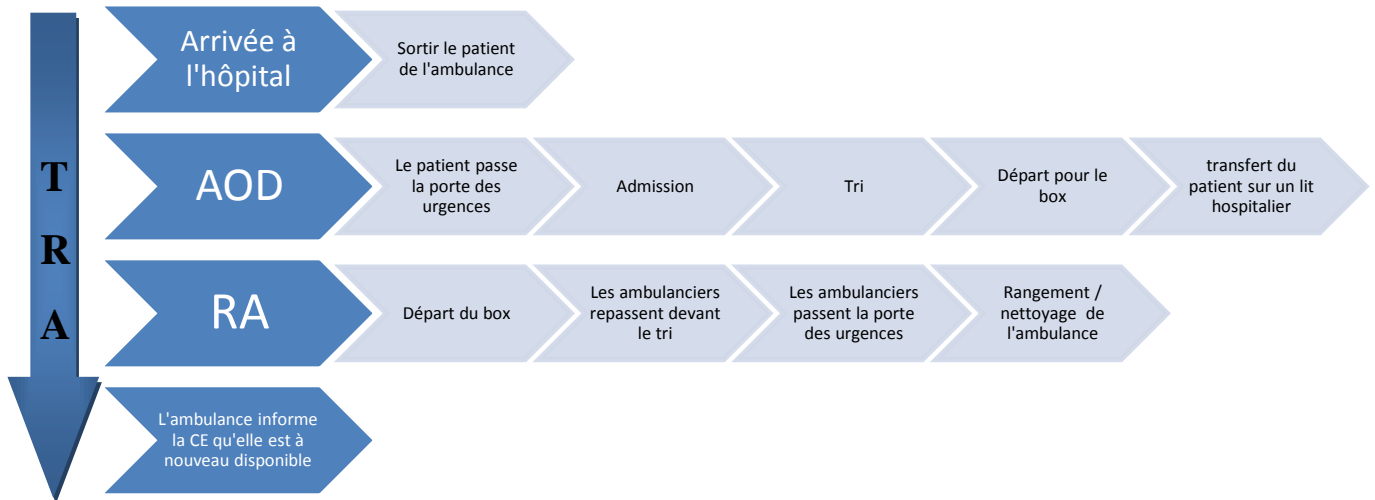 T
R
A
Arrivée à
l'hôpital
Sortir le patient
de l'ambulance
AOD
Le patient passe
la porte des
urgences
Admission
Tri
Départ pour le
box
transfert du
patient sur un lit
hospitalier
RA
Départ du box
Les ambulanciers
repassent devant
le tri
Les ambulanciers
passent la porte
des urgences
Rangement /
nettoyage de
l'ambulance
L'ambulance informe
la CE qu'elle est à
nouveau disponible